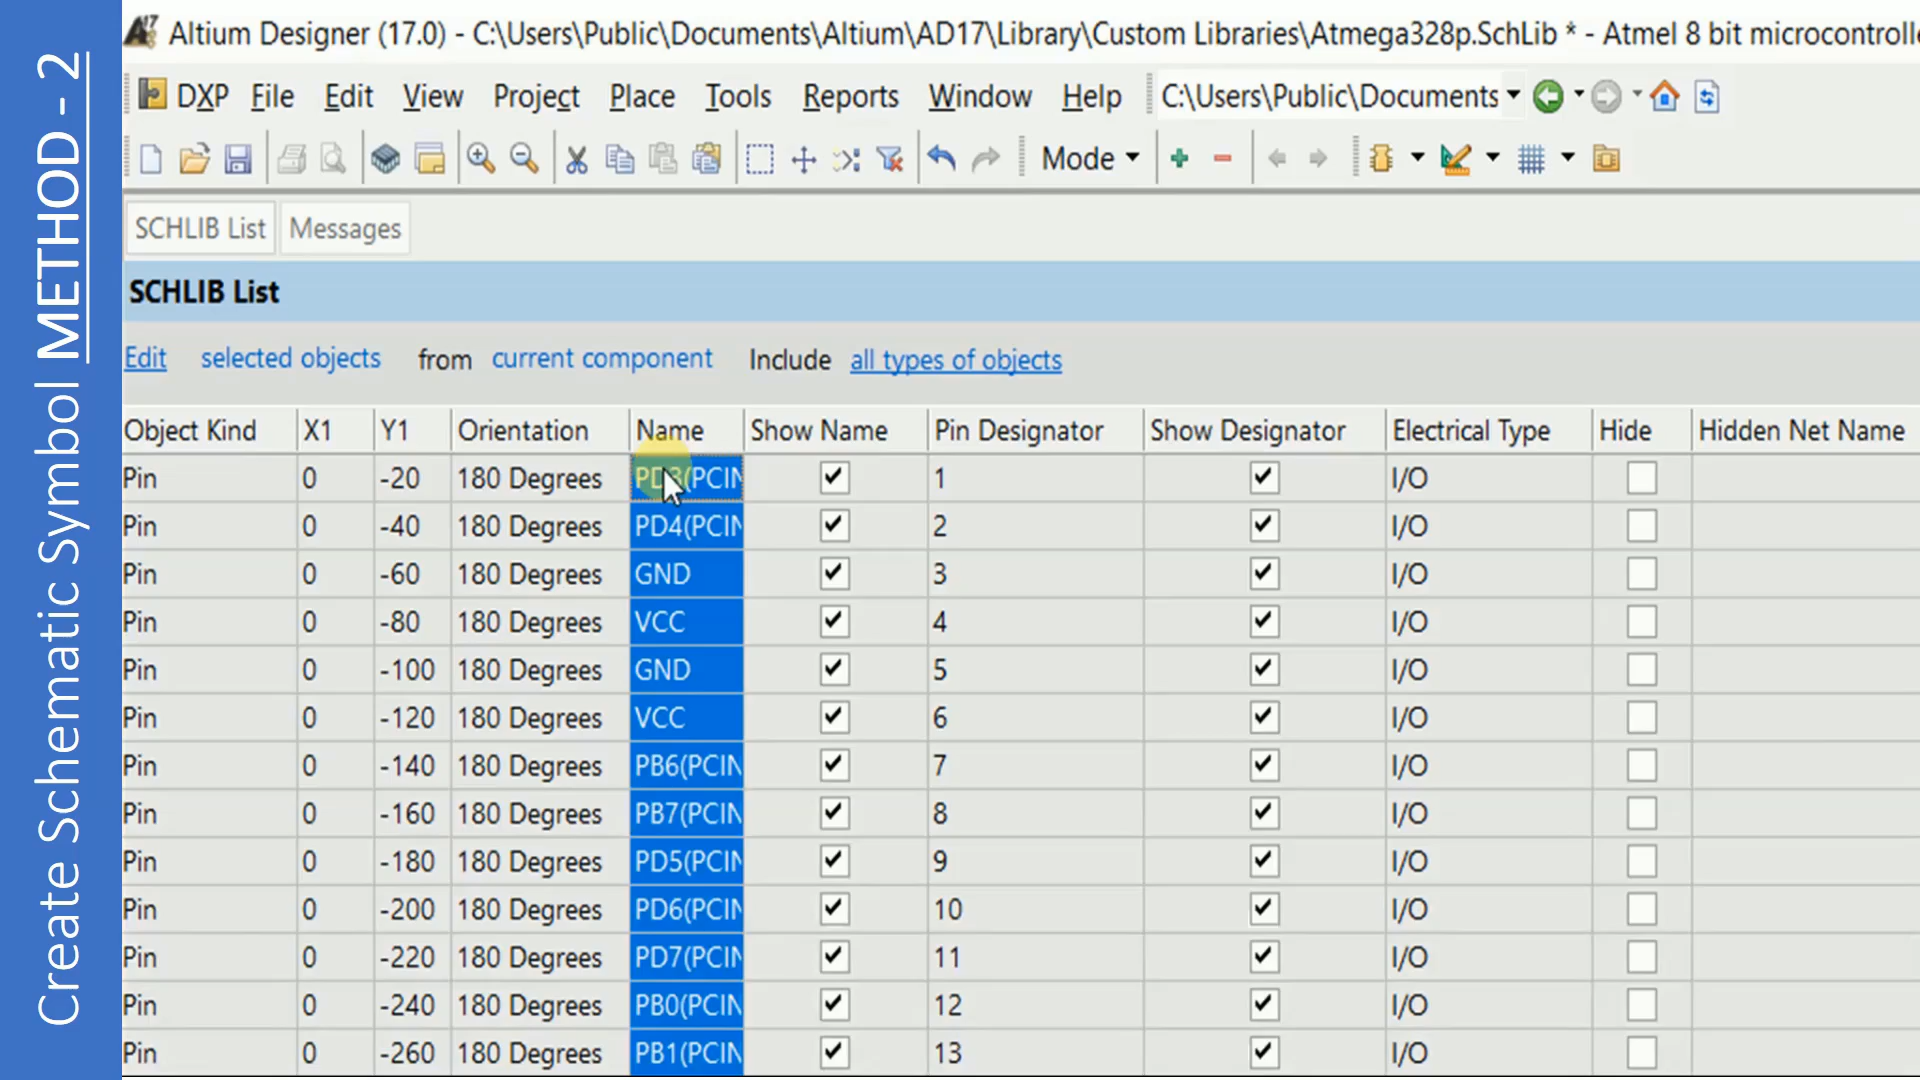 Create Schematic Symbol METHOD - 2
Altium Designer (17.0) - C:\Users\Public\Documents\Altium\AD17\Library\Custom Libraries\Atmega328p.SchLib * - Atmel 8 bit microcontrolle
DXP File Edit View Project Place Tools Reports Window Help C:\Users\Public\Documents
Mode
SCHLIB List Messages
SCHLIB List
Edit selected objects from current component Include all types of objects
Object Kind X1 Y1 Orientation Name Show Name Pin Designator Show Designator Electrical Type Hide Hidden Net Name
Pin 0 -20 180 Degrees PD3(PCIN 1 I/O
Pin 0 -40 180 Degrees PD4(PCIN 2 I/O
Pin 0 -60 180 Degrees GND 3 I/O
Pin 0 -80 180 Degrees VCC 4 I/O
Pin 0 -100 180 Degrees GND 5 I/O
Pin 0 -120 180 Degrees VCC 6 I/O
Pin 0 -140 180 Degrees PB6(PCIN 7 I/O
Pin 0 -160 180 Degrees PB7(PCIN 8 I/O
Pin 0 -180 180 Degrees PD5(PCIN 9 I/O
Pin 0 -200 180 Degrees PD6(PCIN 10 I/O
Pin 0 -220 180 Degrees PD7(PCIN 11 I/O
Pin 0 -240 180 Degrees PB0(PCIN 12 I/O
Pin 0 -260 180 Degrees PB1(PCIN 13 I/O